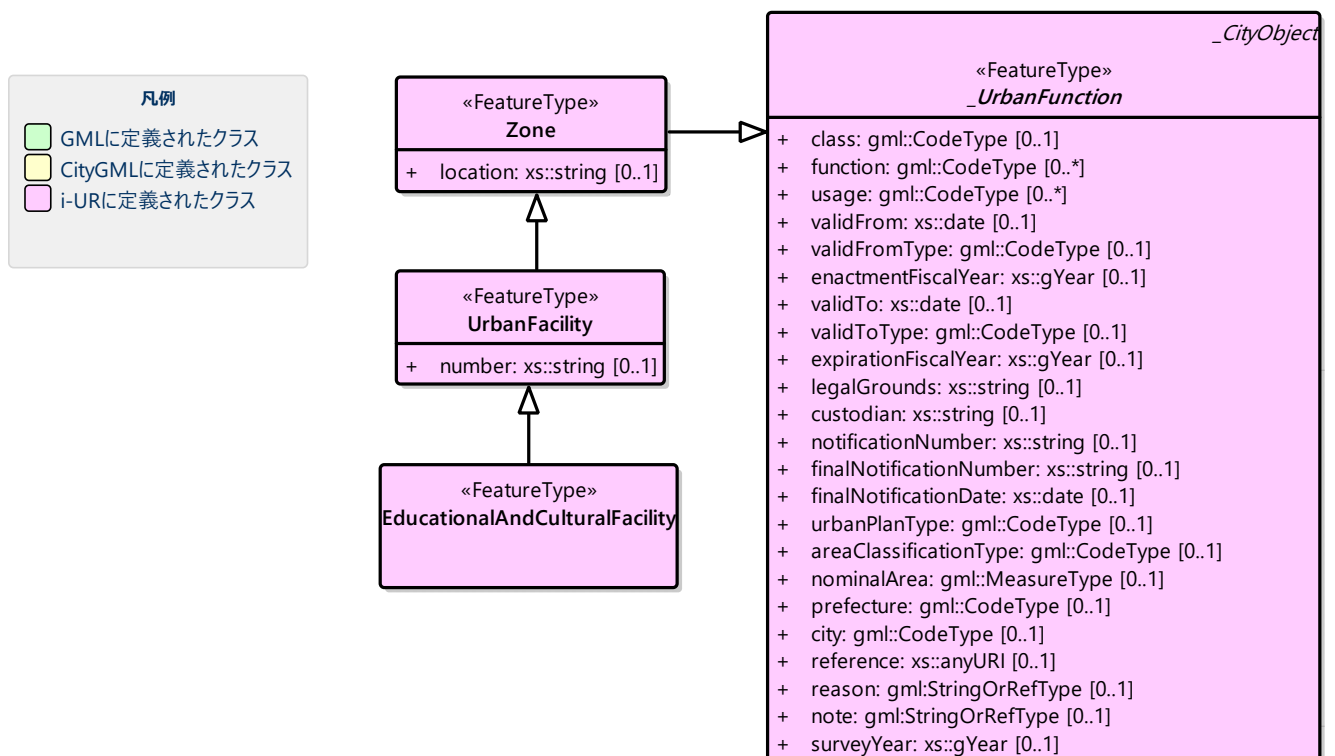 凡例
GMLに定義されたクラス
CityGMLに定義されたクラス
i-URに定義されたクラス
«FeatureType»
Zone
+ location: xs::string [0..1]
«FeatureType»
UrbanFacility
+ number: xs::string [0..1]
«FeatureType»
EducationalAndCulturalFacility
_CityObject
«FeatureType»
_UrbanFunction
+ class: gml::CodeType [0..1]
+ function: gml::CodeType [0..*]
+ usage: gml::CodeType [0..*]
+ validFrom: xs::date [0..1]
+ validFromType: gml::CodeType [0..1]
+ enactmentFiscalYear: xs::gYear [0..1]
+ validTo: xs::date [0..1]
+ validToType: gml::CodeType [0..1]
+ expirationFiscalYear: xs::gYear [0..1]
+ legalGrounds: xs::string [0..1]
+ custodian: xs::string [0..1]
+ notificationNumber: xs::string [0..1]
+ finalNotificationNumber: xs::string [0..1]
+ finalNotificationDate: xs::date [0..1]
+ urbanPlanType: gml::CodeType [0..1]
+ areaClassificationType: gml::CodeType [0..1]
+ nominalArea: gml::MeasureType [0..1]
+ prefecture: gml::CodeType [0..1]
+ city: gml::CodeType [0..1]
+ reference: xs::anyURI [0..1]
+ reason: gml:StringOrRefType [0..1]
+ note: gml:StringOrRefType [0..1]
+ surveyYear: xs::gYear [0..1]